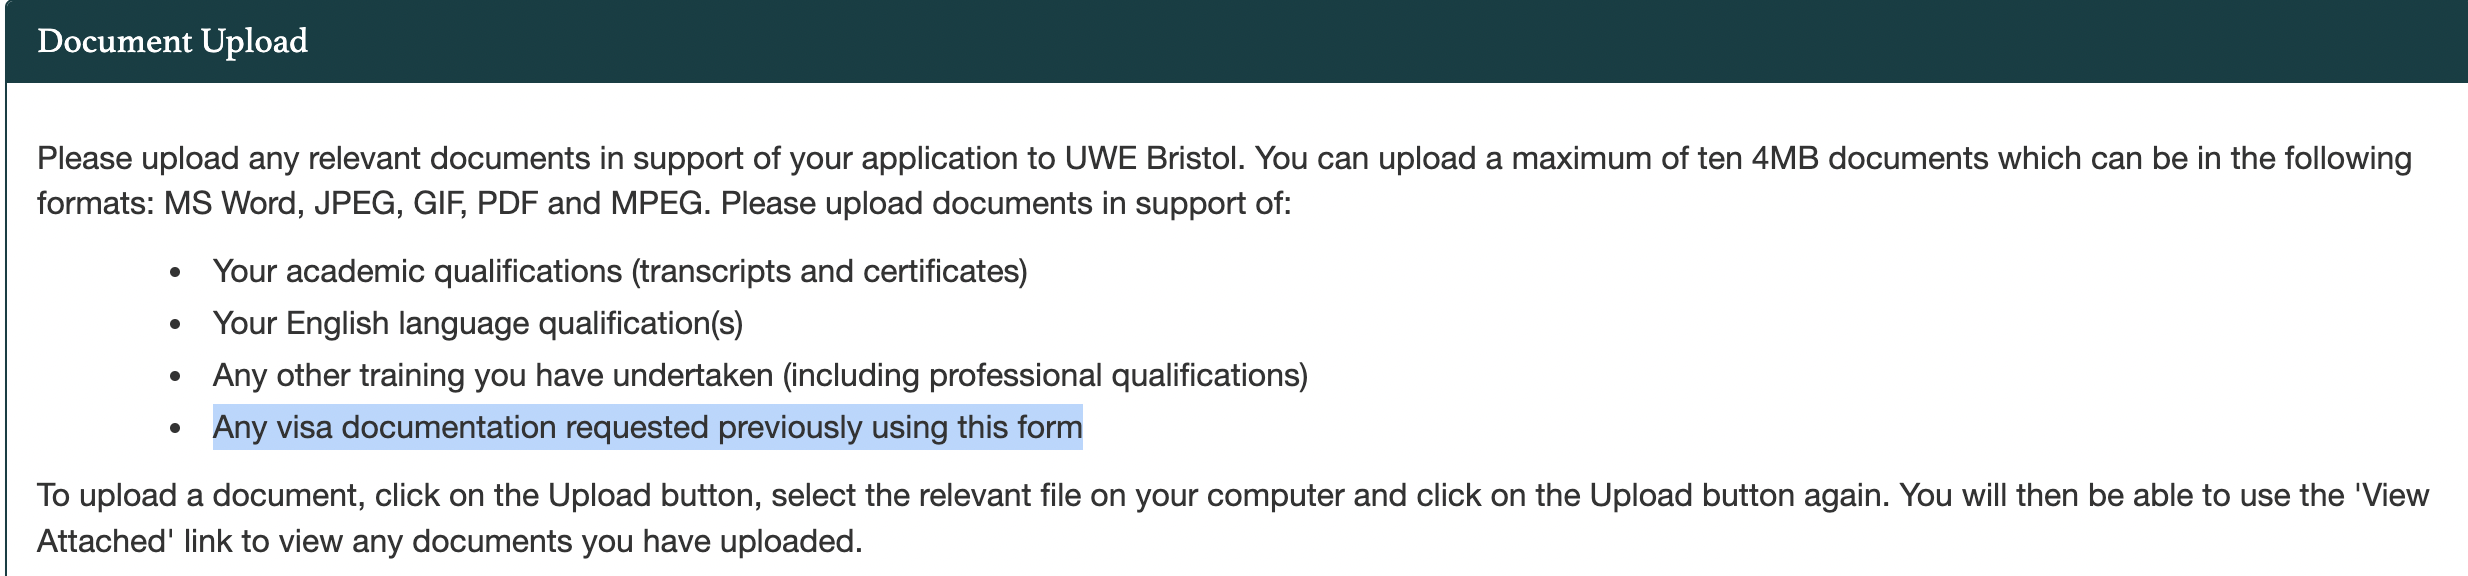 Document Upload
Please upload any relevant documents in support of your application to UWE Bristol. You can upload a maximum of ten 4MB documents which can be in the following
formats: MS Word, JPEG, GIF, PDF and MPEG. Please upload documents in support of:
• Your academic qualifications (transcripts and certificates)
• Your English language qualification(s)
• Any other training you have undertaken (including professional qualifications)
• Any visa documentation requested previously using this form
To upload a document, click on the Upload button, select the relevant file on your computer and click on the Upload button again. You will then be able to use the 'View
Attached' link to view any documents you have uploaded.